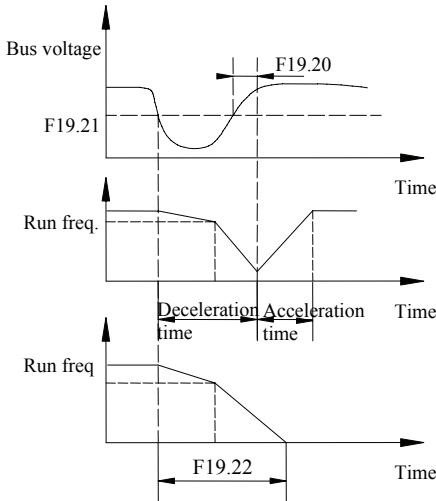 Bus voltage
F19.20
F19.21
Time
Run freq.
Deceleration Acceleration
time time
Time
Run freq
F19.22
Time